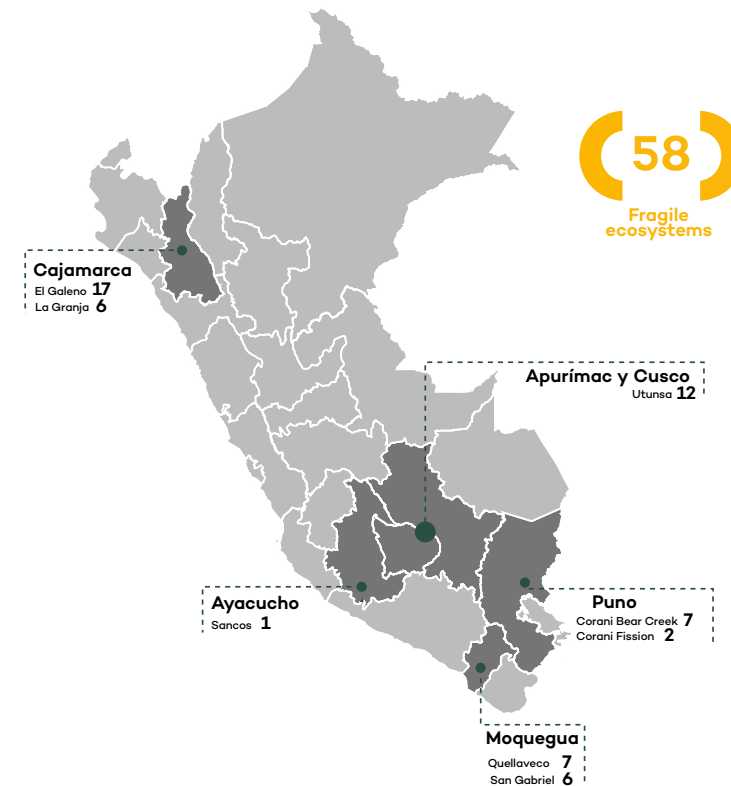 58
Fragile
ecosystems
Cajamarca
El Galeno 17
La Granja 6
Apurímac y Cusco
Utunsa 12
Ayacucho
Sancos 1
Puno
Corani Bear Creek 7
Corani Fission 2
Moquegua
Quellaveco 7
San Gabriel 6